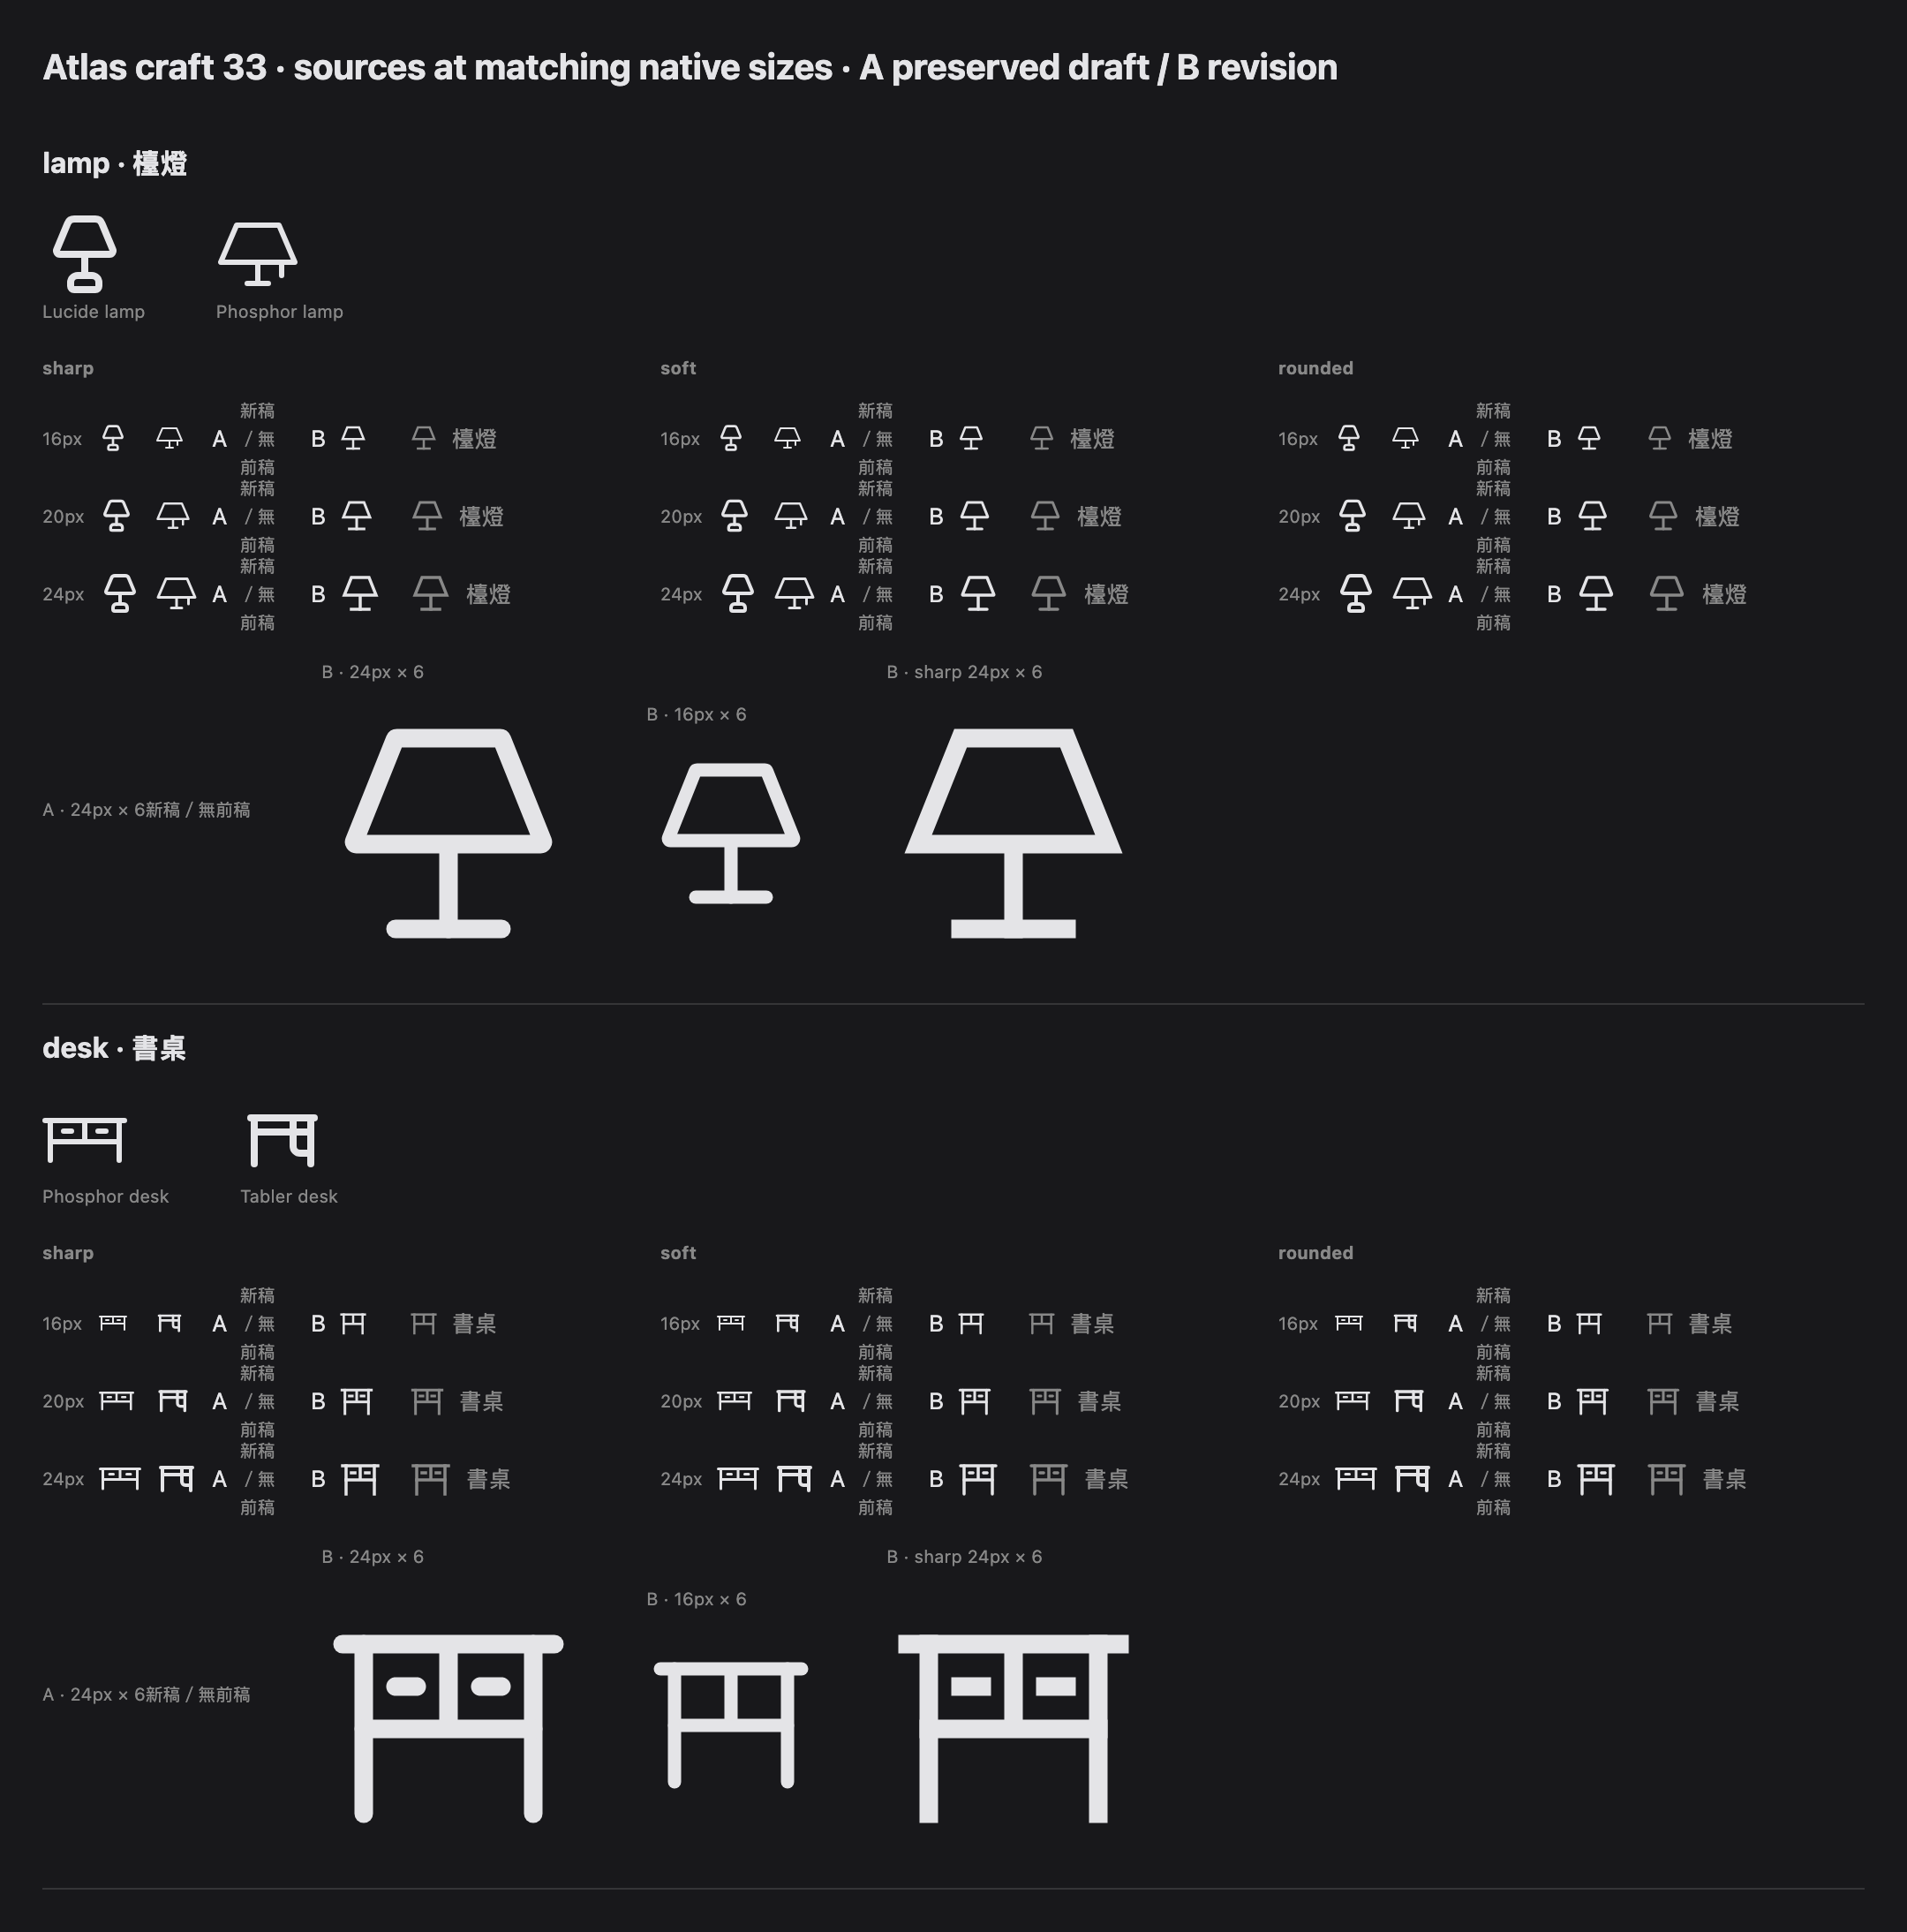 Atlas craft 33 · sources at matching native sizes · A preserved draft / B revision
lamp · 檯燈
Lucide lamp
Phosphor lamp
sharp
16px A 新稿 / 無前稿 B 檯燈
20px A 新稿 / 無前稿 B 檯燈
24px A 新稿 / 無前稿 B 檯燈
soft
16px A 新稿 / 無前稿 B 檯燈
20px A 新稿 / 無前稿 B 檯燈
24px A 新稿 / 無前稿 B 檯燈
rounded
16px A 新稿 / 無前稿 B 檯燈
20px A 新稿 / 無前稿 B 檯燈
24px A 新稿 / 無前稿 B 檯燈
A · 24px × 6新稿 / 無前稿
B · 24px × 6
B · 16px × 6
B · sharp 24px × 6
desk · 書桌
Phosphor desk
Tabler desk
sharp
16px A 新稿 / 無前稿 B 書桌
20px A 新稿 / 無前稿 B 書桌
24px A 新稿 / 無前稿 B 書桌
soft
16px A 新稿 / 無前稿 B 書桌
20px A 新稿 / 無前稿 B 書桌
24px A 新稿 / 無前稿 B 書桌
rounded
16px A 新稿 / 無前稿 B 書桌
20px A 新稿 / 無前稿 B 書桌
24px A 新稿 / 無前稿 B 書桌
A · 24px × 6新稿 / 無前稿
B · 24px × 6
B · 16px × 6
B · sharp 24px × 6